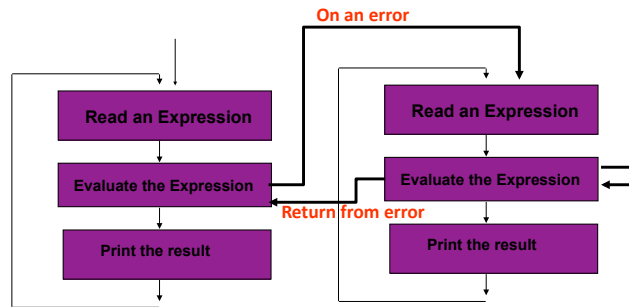 On an error
Read an Expression
Evaluate the Expression
Print the result
Return from error
Read an Expression
Evaluate the Expression
Print the result